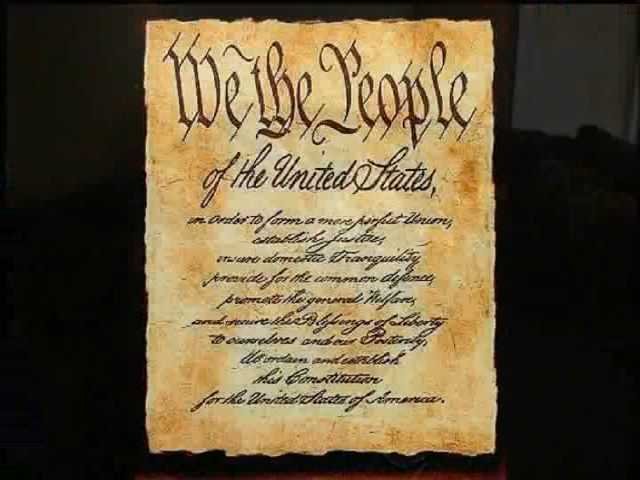 We the People
of the United States,
in Order to form a more perfect Union,
establish Justice,
insure domestic Tranquility,
provide for the common defence,
promote the general Welfare,
and secure the Blessings of Liberty
to ourselves and our Posterity,
do ordain and establish
this Constitution
for the United States of America.